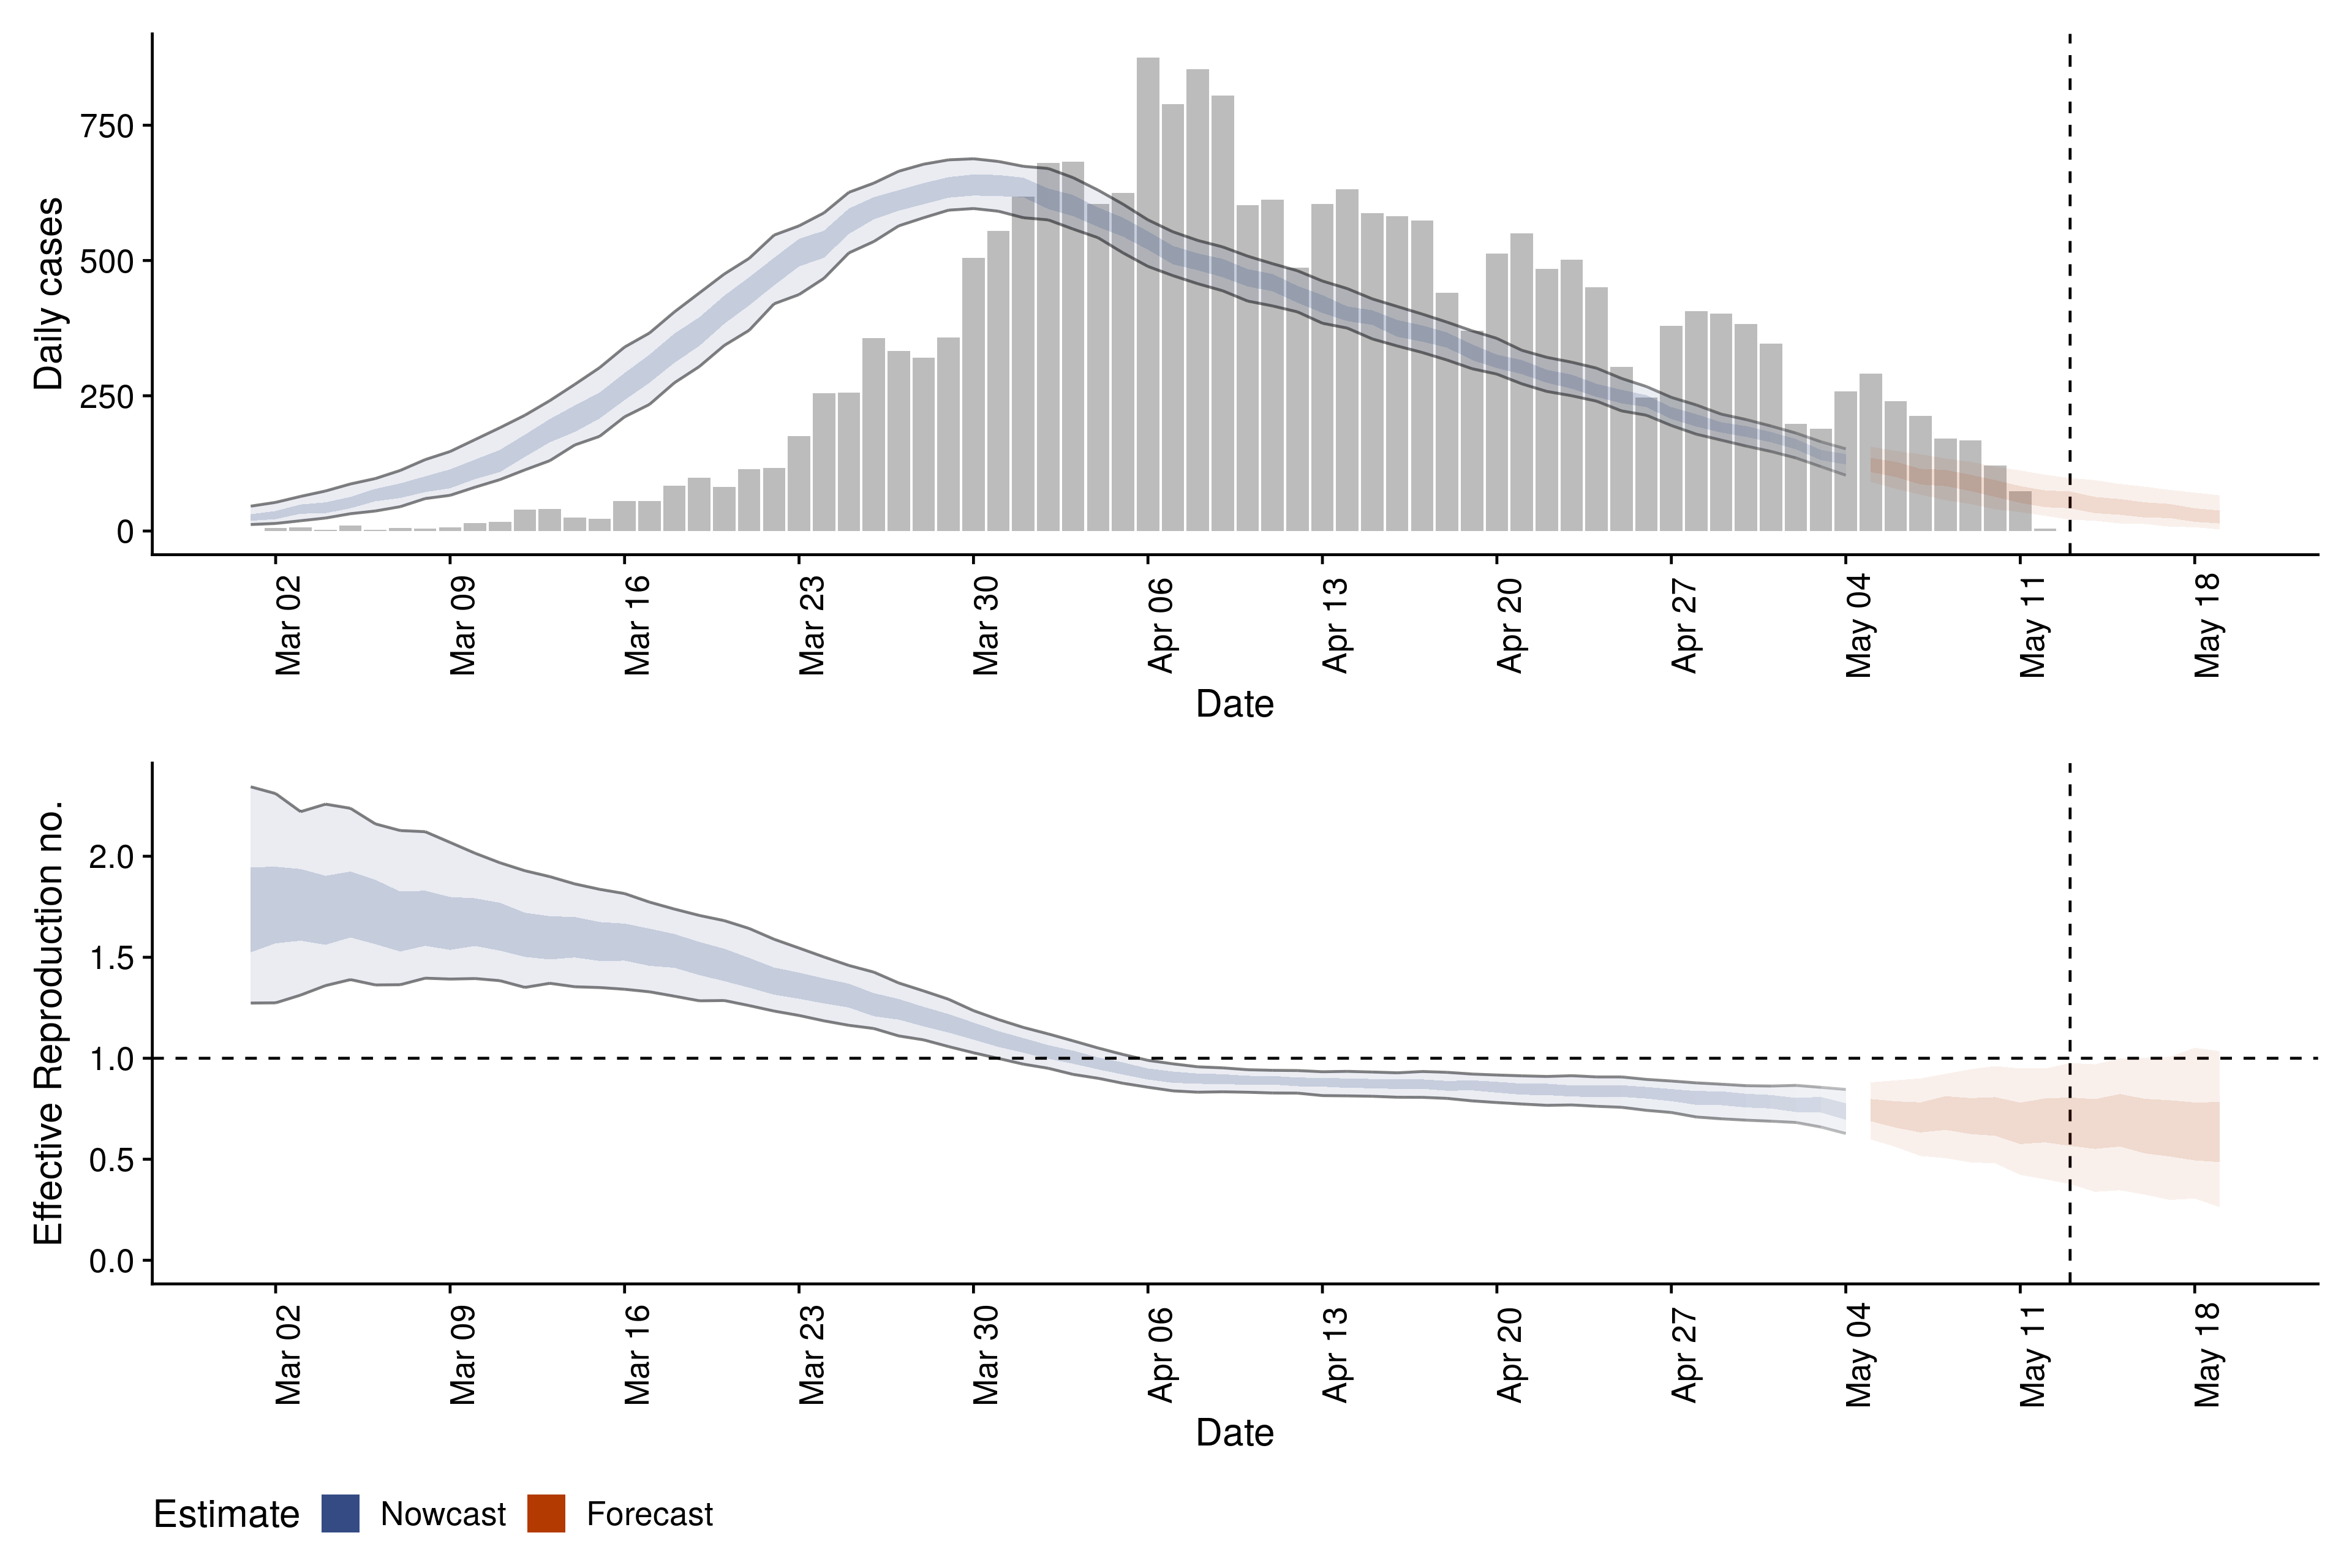 Daily cases
750
500
250
0
Mar 02
Mar 09
Mar 16
Mar 23
Mar 30
Apr 06
Apr 13
Apr 20
Apr 27
May 04
May 11
May 18
Date
Effective Reproduction no.
2.0
1.5
1.0
0.5
0.0
Mar 02
Mar 09
Mar 16
Mar 23
Mar 30
Apr 06
Apr 13
Apr 20
Apr 27
May 04
May 11
May 18
Date
Estimate Nowcast Forecast